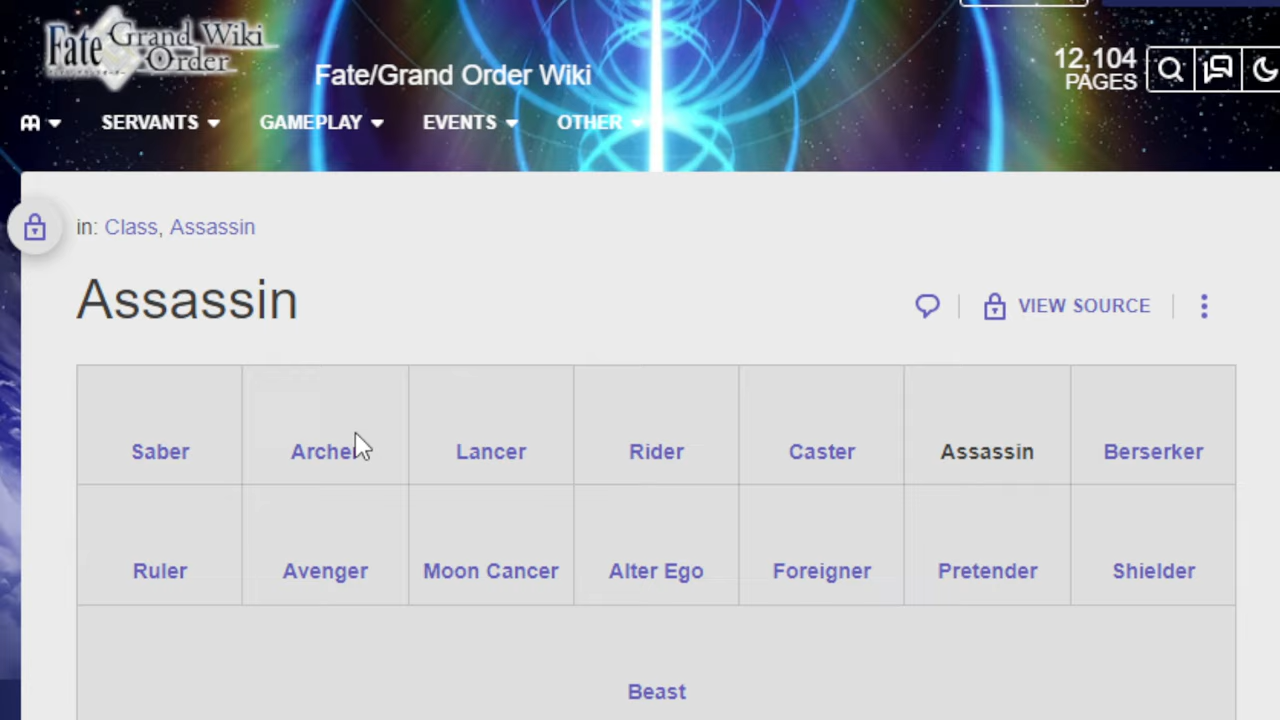 Fate Grand Wiki
Order
Fate/Grand Order Wiki
12,104
PAGES
SERVANTS GAMEPLAY EVENTS OTHER
in: Class, Assassin
Assassin
VIEW SOURCE
Saber Archer Lancer Rider Caster Assassin Berserker
Ruler Avenger Moon Cancer Alter Ego Foreigner Pretender Shielder
Beast